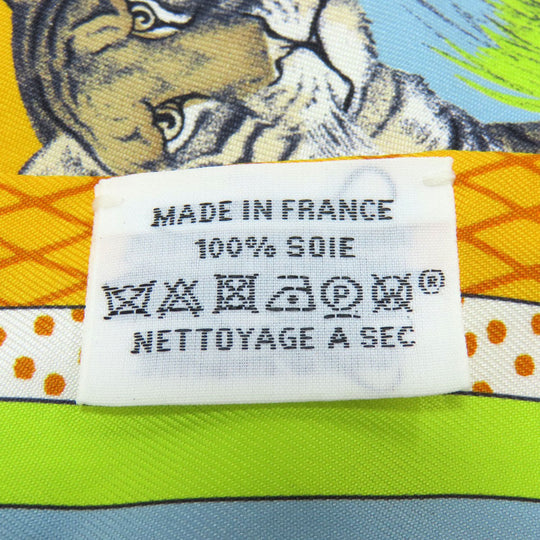 MADE IN FRANCE
100% SOIE
P ®
NETTOYAGE A SEC